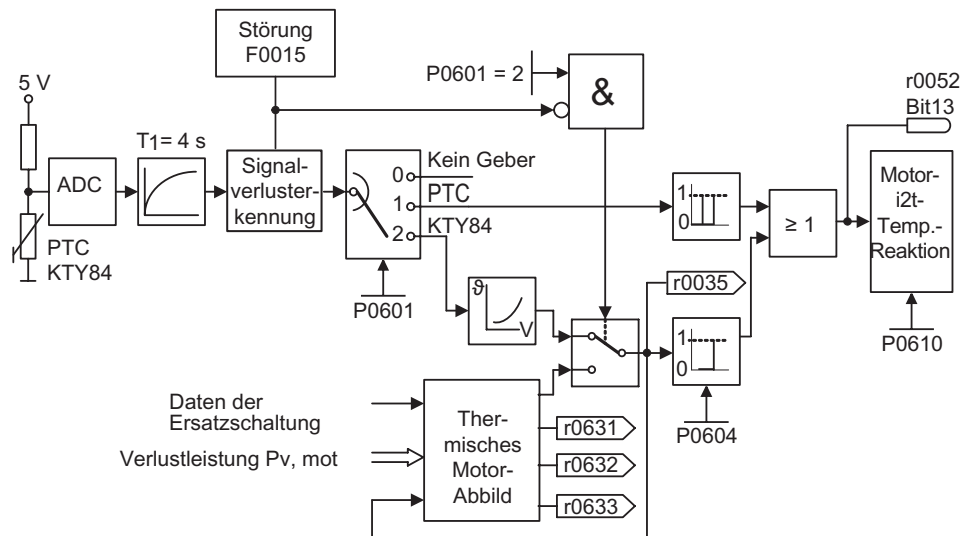 Störung
F0015
5 V
P0601 = 2
&
r0052
Bit13
T1= 4 s
ADC
Signal-
verluster-
kennung
0
Kein Geber
1
PTC
2
KTY84
1
0
≥ 1
Motor-
i2t-
Temp.-
Reaktion
PTC
KTY84
P0601
ϑ
V
r0035
1
0
P0610
Daten der
Ersatzschaltung
Verlustleistung Pv, mot
Ther-
misches
Motor-
Abbild
r0631
r0632
r0633
P0604